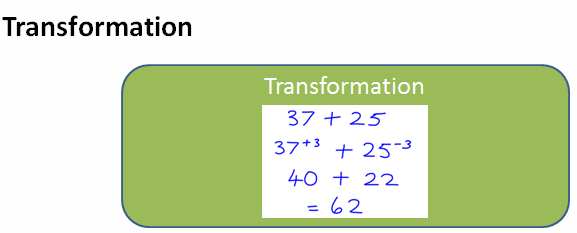 Transformation
Transformation
37 + 25
37⁺³ + 25⁻³
40 + 22
= 62